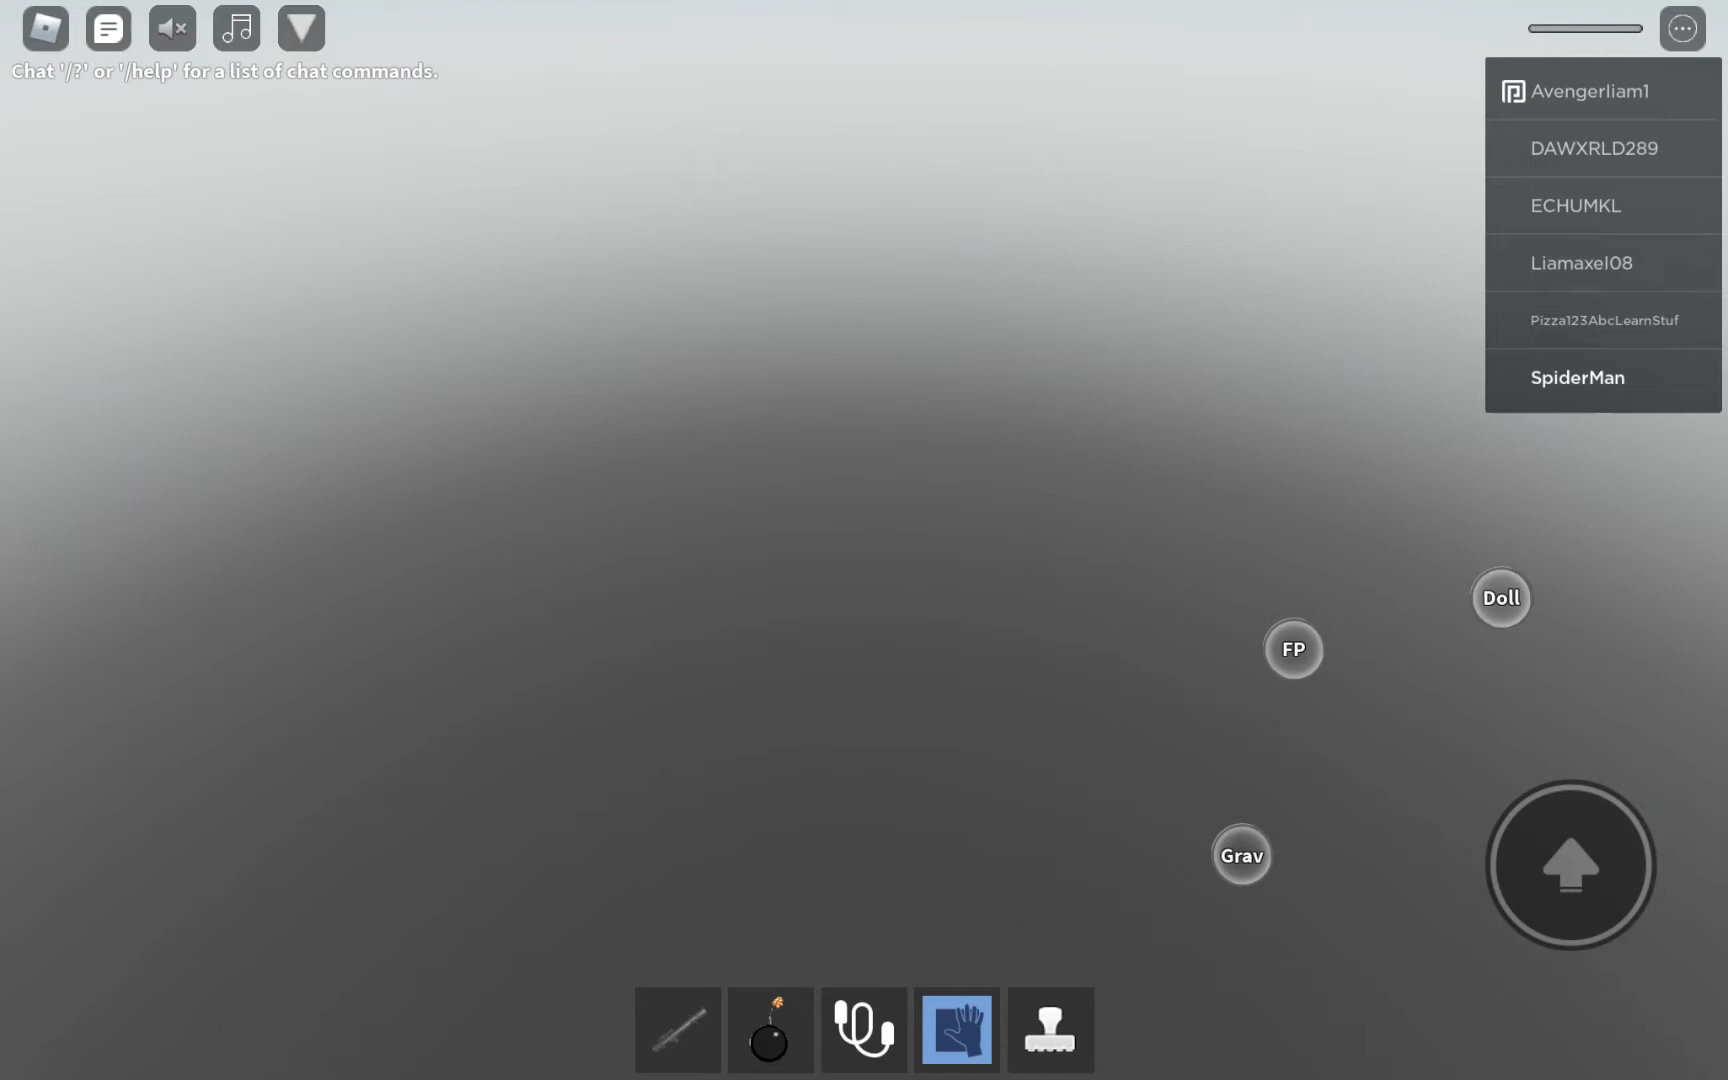 Chat '/?' or '/help' for a list of chat commands.
Avengerliam1
DAWXRLD289
ECHUMKL
Liamaxel08
Pizza123AbcLearnStuf
SpiderMan
Doll
FP
Grav